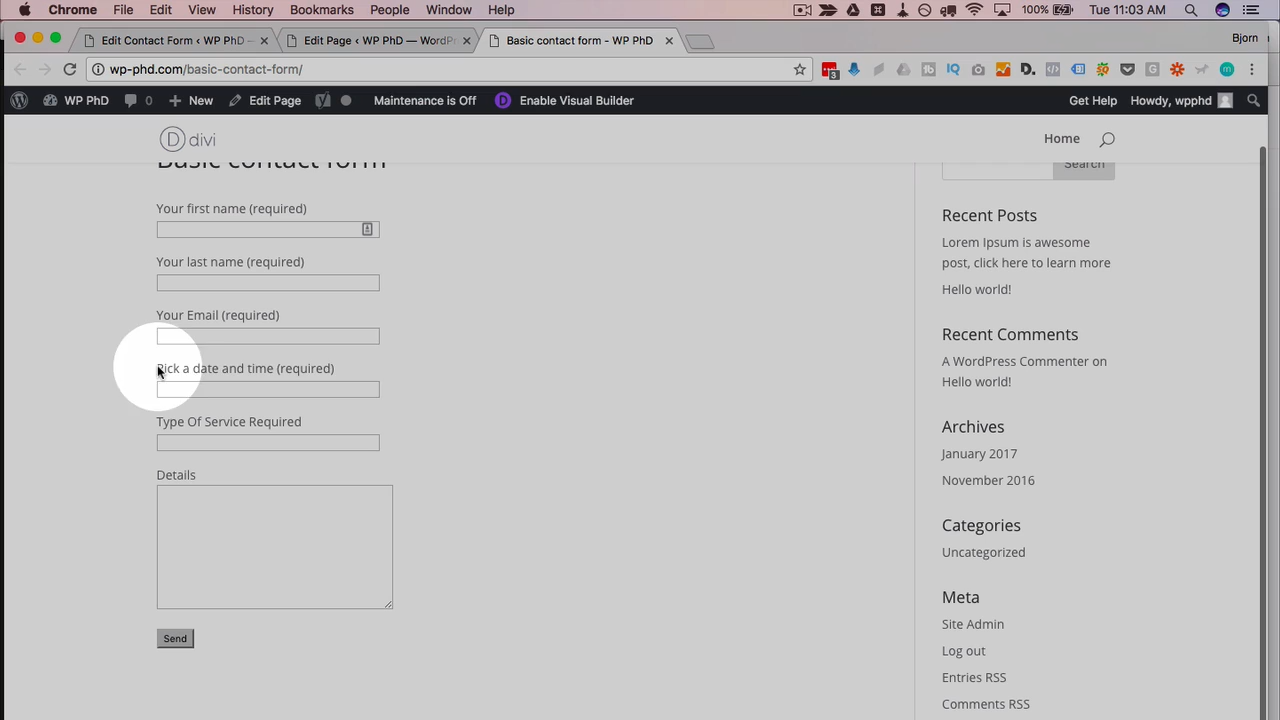 Chrome File Edit View History Bookmarks People Window Help 100% Tue 11:03 AM
Edit Contact Form ‹ WP PhD — Edit Page ‹ WP PhD — WordPr Basic contact form - WP PhD Bjorn
wp-phd.com/basic-contact-form/
WP PhD 0 New Edit Page Maintenance is Off Enable Visual Builder Get Help Howdy, wpphd
divi Home
Basic contact form
Search
Your first name (required)
Your last name (required)
Your Email (required)
Pick a date and time (required)
Type Of Service Required
Details
Send
Recent Posts
Lorem Ipsum is awesome
post, click here to learn more
Hello world!
Recent Comments
A WordPress Commenter on
Hello world!
Archives
January 2017
November 2016
Categories
Uncategorized
Meta
Site Admin
Log out
Entries RSS
Comments RSS